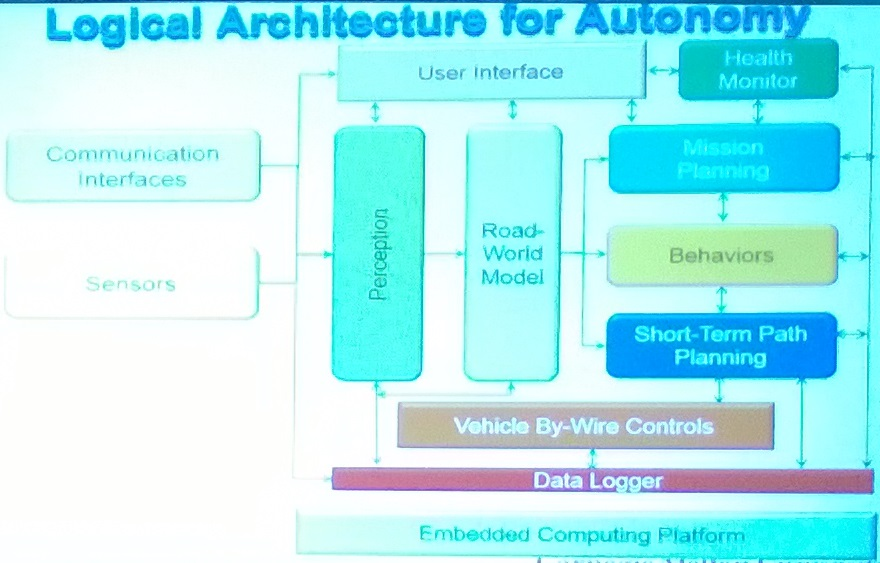 Logical Architecture for Autonomy
User Interface
Health
Monitor
Communication
Interfaces
Mission
Planning
Perception
Road-
World
Model
Behaviors
Sensors
Short-Term Path
Planning
Vehicle By-Wire Controls
Data Logger
Embedded Computing Platform